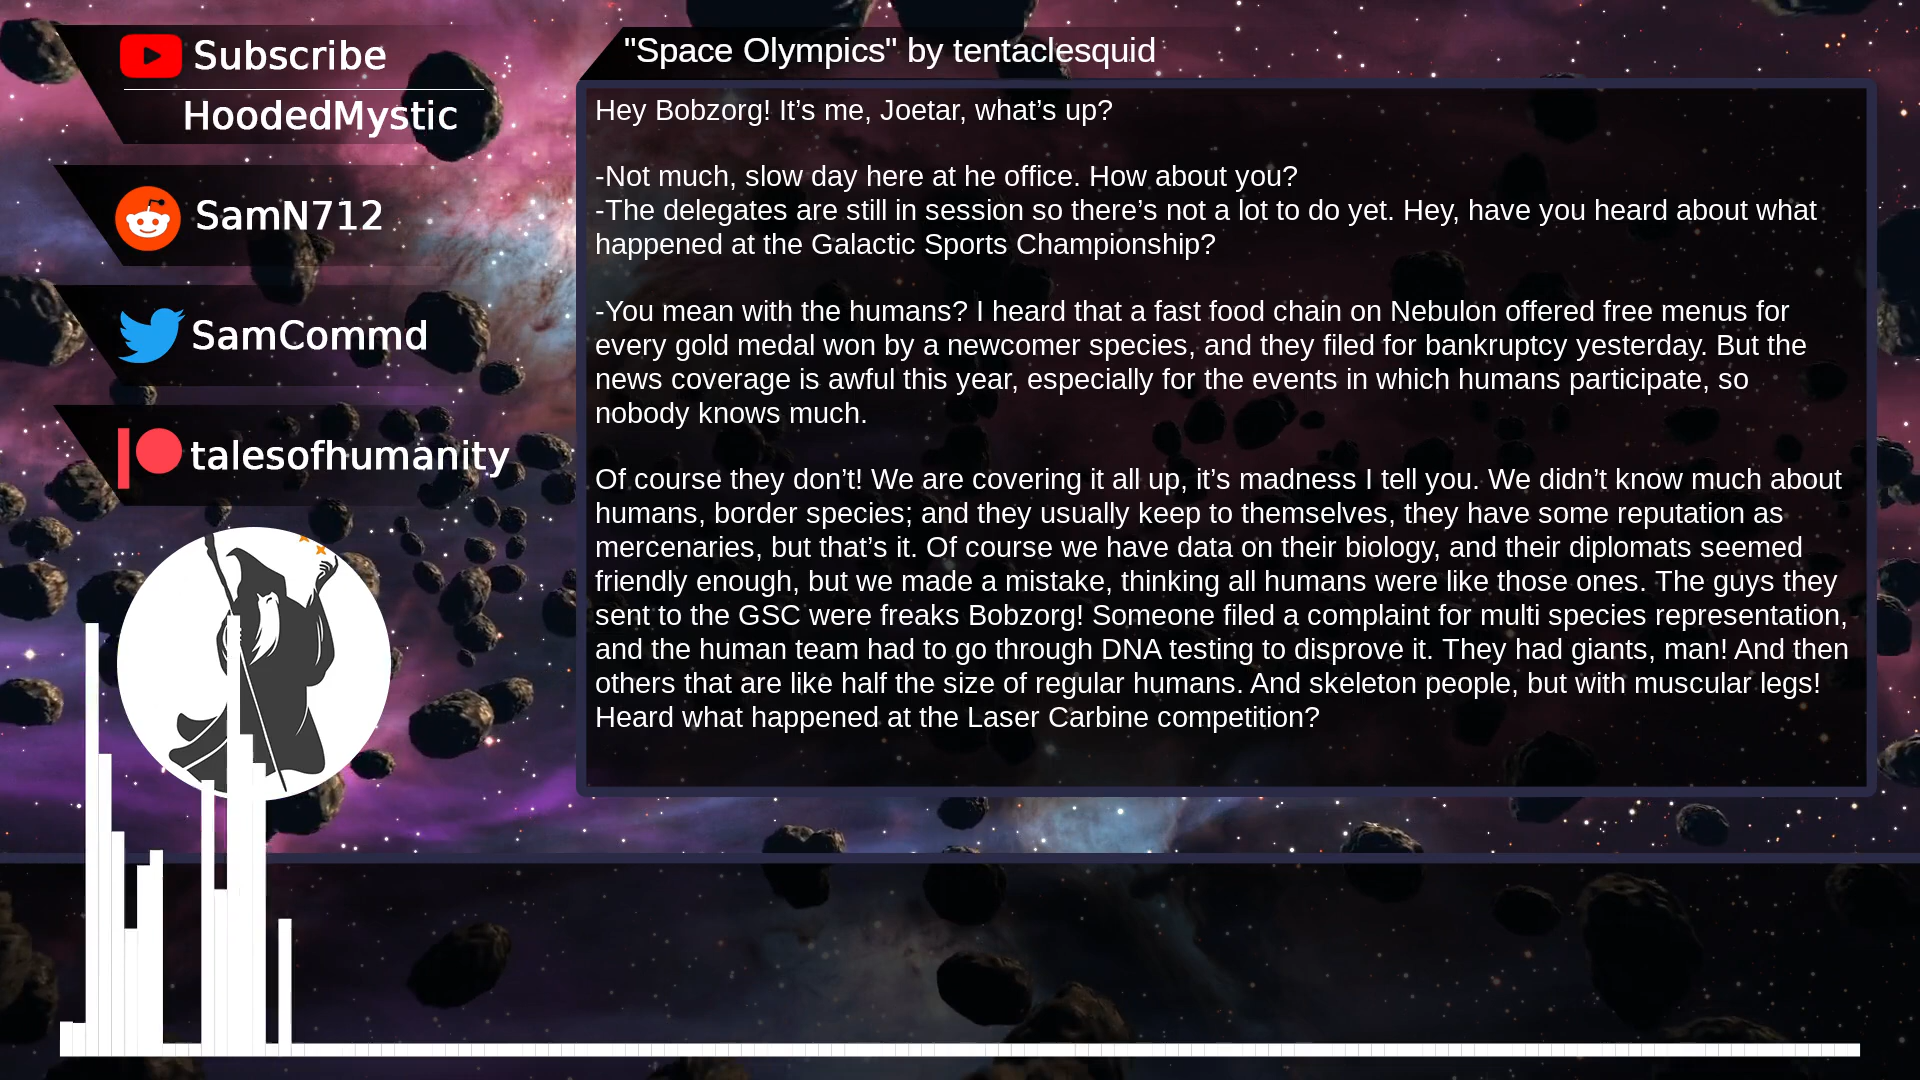 Subscribe
HoodedMystic
SamN712
SamCommd
talesofhumanity
"Space Olympics" by tentaclesquid
Hey Bobzorg! It’s me, Joetar, what’s up?
-Not much, slow day here at he office. How about you?
-The delegates are still in session so there’s not a lot to do yet. Hey, have you heard about what
happened at the Galactic Sports Championship?
-You mean with the humans? I heard that a fast food chain on Nebulon offered free menus for
every gold medal won by a newcomer species, and they filed for bankruptcy yesterday. But the
news coverage is awful this year, especially for the events in which humans participate, so
nobody knows much.
Of course they don’t! We are covering it all up, it’s madness I tell you. We didn’t know much about
humans, border species; and they usually keep to themselves, they have some reputation as
mercenaries, but that’s it. Of course we have data on their biology, and their diplomats seemed
friendly enough, but we made a mistake, thinking all humans were like those ones. The guys they
sent to the GSC were freaks Bobzorg! Someone filed a complaint for multi species representation,
and the human team had to go through DNA testing to disprove it. They had giants, man! And then
others that are like half the size of regular humans. And skeleton people, but with muscular legs!
Heard what happened at the Laser Carbine competition?